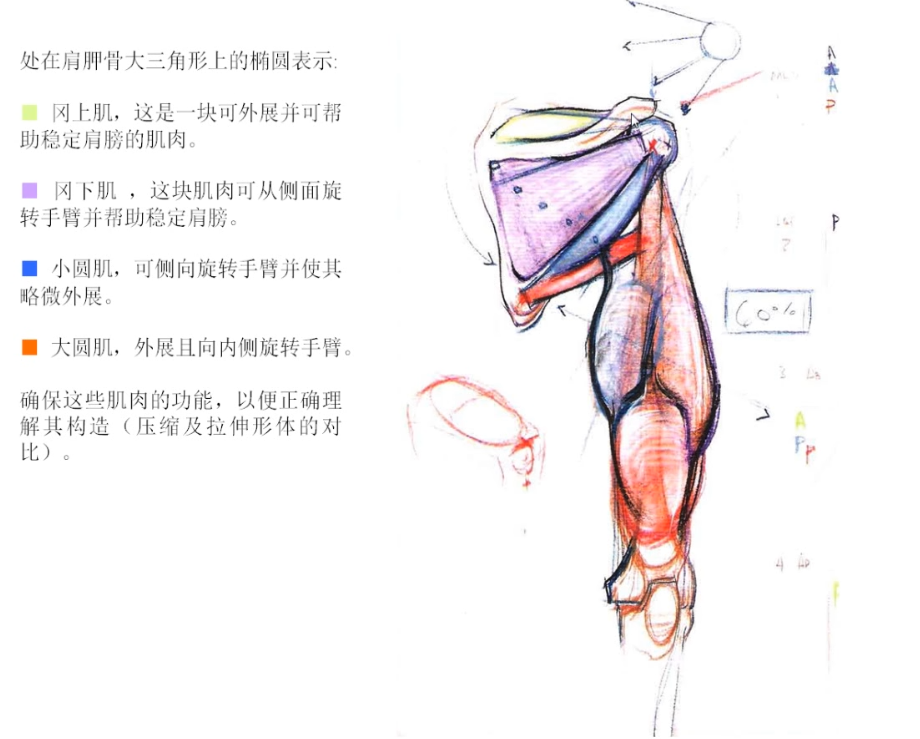 处在肩胛骨大三角形上的椭圆表示:
冈上肌，这是一块可外展并可帮
助稳定肩膀的肌肉。
冈下肌 ，这块肌肉可从侧面旋
转手臂并帮助稳定肩膀。
小圆肌，可侧向旋转手臂并使其
略微外展。
大圆肌，外展且向内侧旋转手臂。
确保这些肌肉的功能，以便正确理
解其构造（压缩及拉伸形体的对
比）。
A
A
P
P
60%
3
A
P P
4